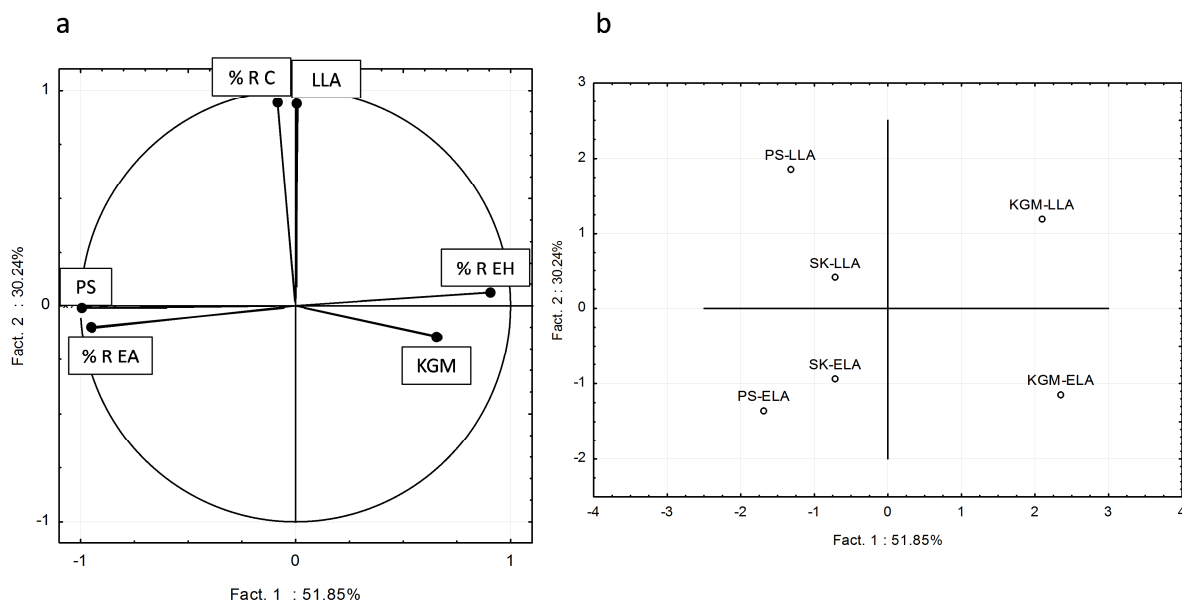 a
% R C
LLA
1
% R EH
PS
0
% R EA
KGM
-1
-1
0
1
Fact. 2 : 30.24%
Fact. 1 : 51.85%
b
3
2
1
0
-1
-2
PS-LLA
KGM-LLA
SK-LLA
SK-ELA
PS-ELA
KGM-ELA
-4
-3
-2
-1
0
1
2
3
4
Fact. 2 : 30.24%
Fact. 1 : 51.85%